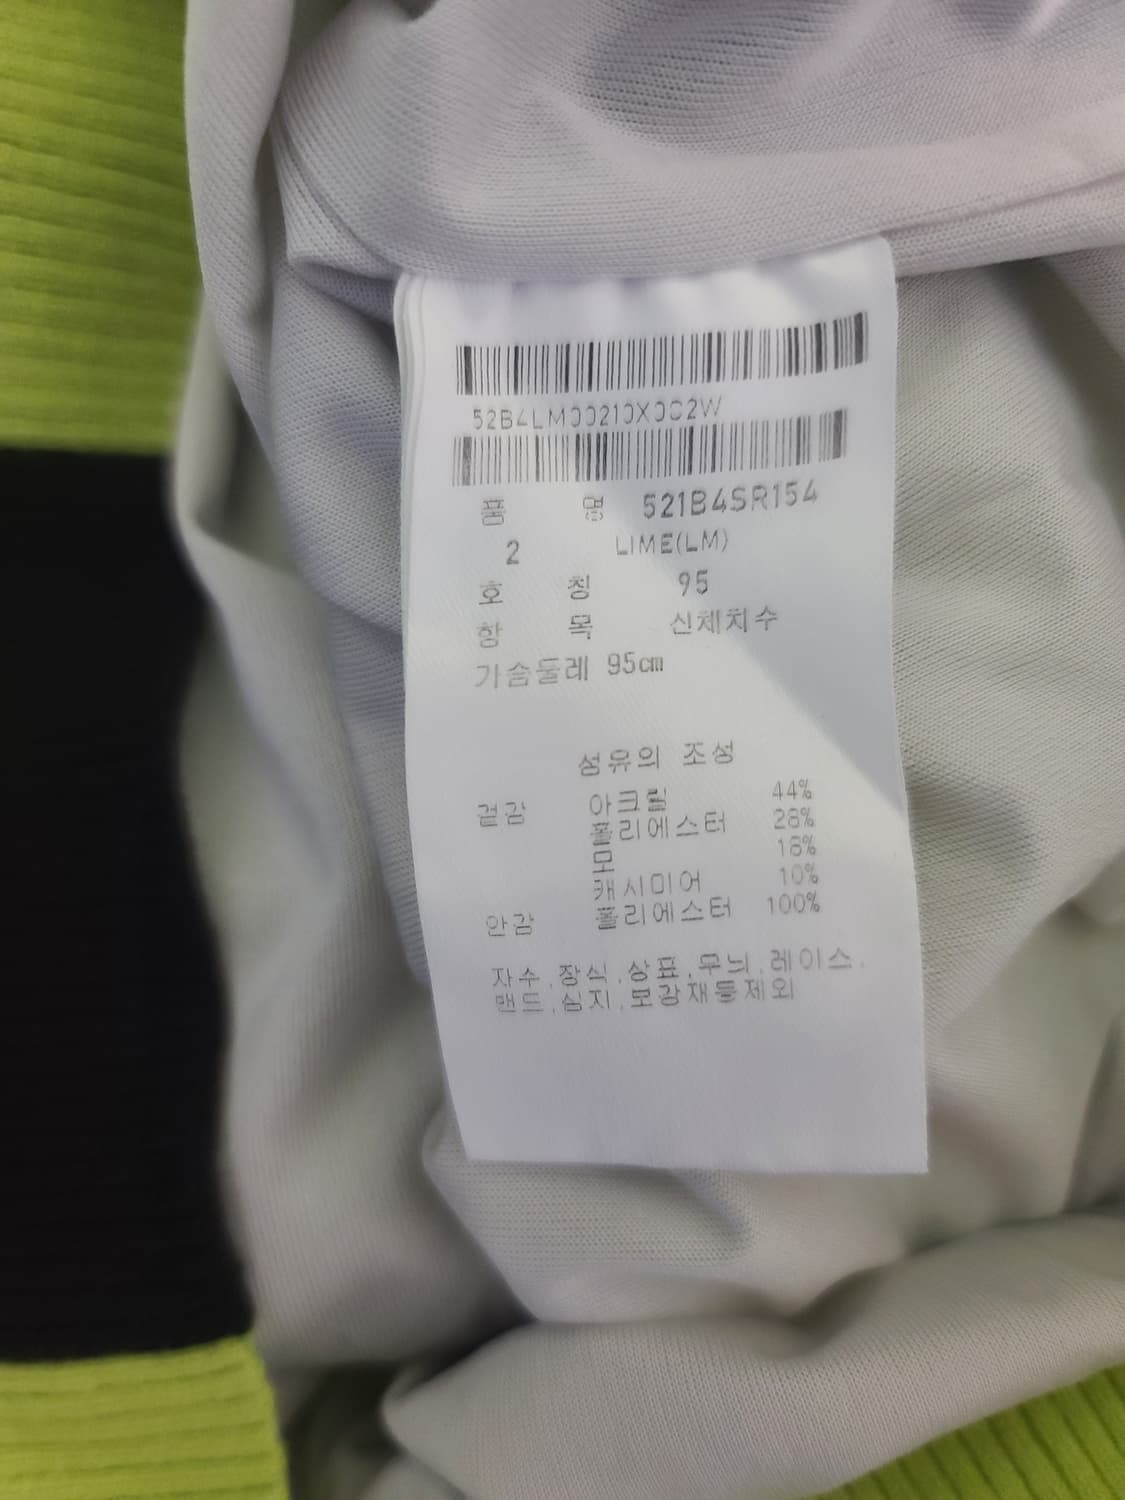 52B4LM00210X0C2W
품 명 521B4SR154
2 LIME(LM)
호 칭 95
항 목 신체치수
가슴둘레 95cm
섬유의 조성
겉감 아크릴 44%
폴리에스터 28%
모 18%
캐시미어 10%
안감 폴리에스터 100%
자수,장식,상표,무늬,레이스,
밴드,심지,보강재등제외